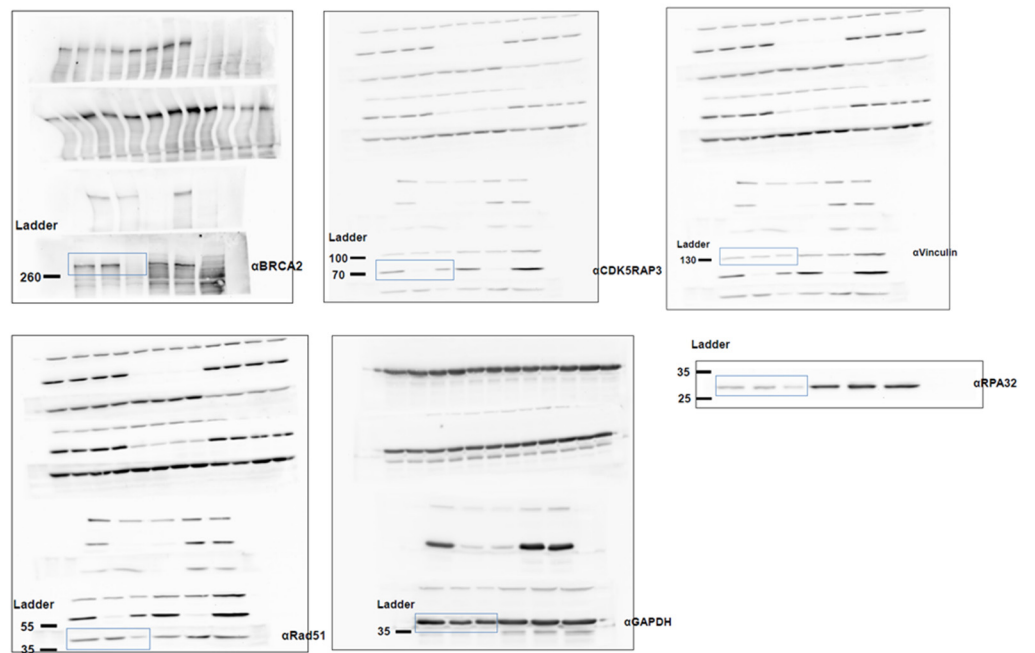 Ladder
260
αBRCA2
Ladder
100
70
αCDK5RAP3
Ladder
130
αVinculin
Ladder
55
35
αRad51
Ladder
35
αGAPDH
Ladder
35
25
αRPA32